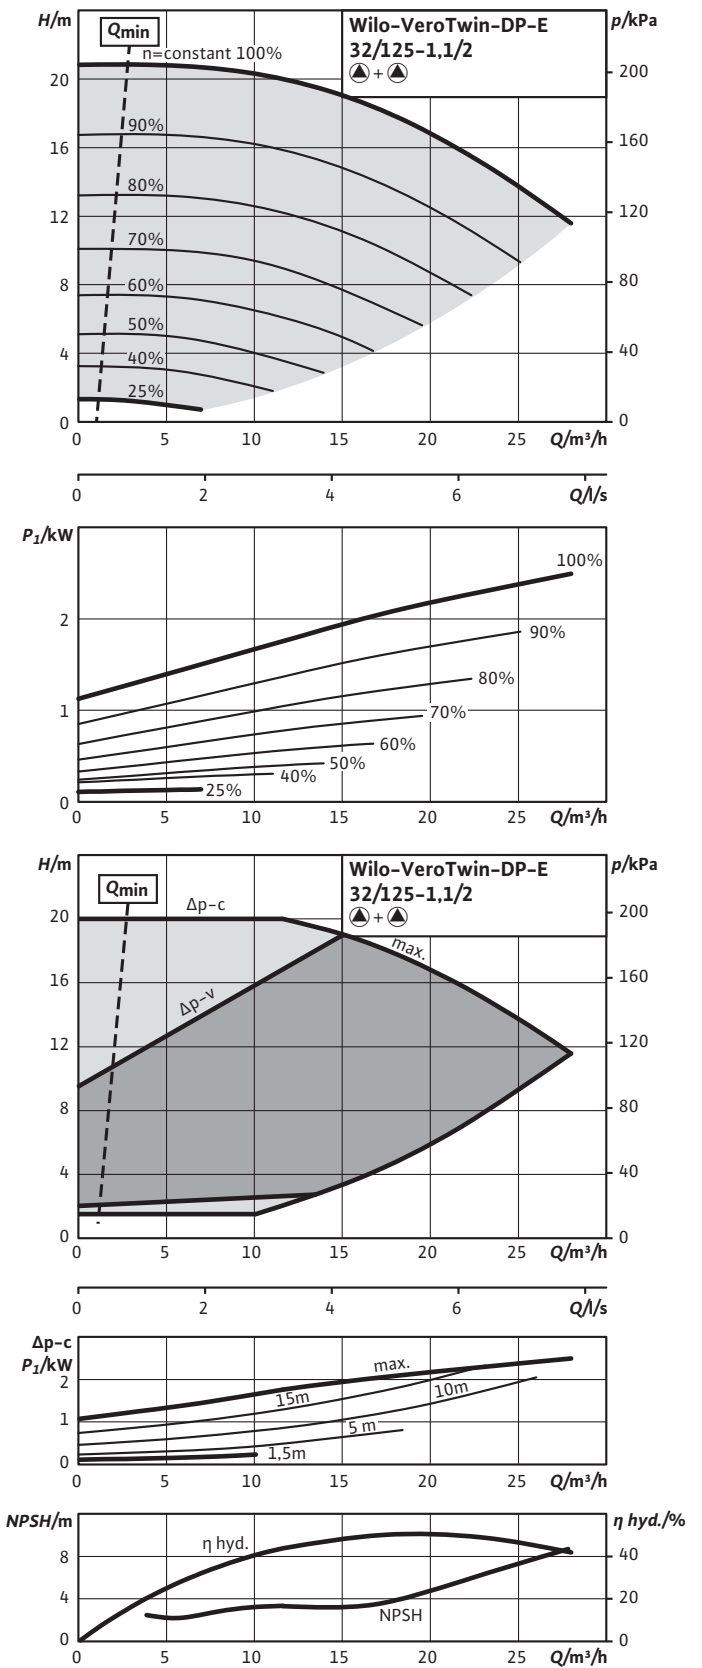 H/m
Qmin
n=constant 100%
Wilo-VeroTwin-DP-E
32/125-1,1/2
+
p/kPa
20
200
90%
16
160
80%
12
120
70%
8
60%
80
50%
4
40%
40
25%
0
0
0 5 10 15 20 25 Q/m³/h
0 2 4 6 Q/l/s
P1/kW
100%
2
90%
80%
1
70%
60%
50%
40%
25%
0
0 5 10 15 20 25 Q/m³/h
H/m
Qmin
Wilo-VeroTwin-DP-E
32/125-1,1/2
+
p/kPa
Δp-c
20
200
max.
16
160
Δp-v
12
120
8
80
4
40
0
0
0 5 10 15 20 25 Q/m³/h
0 2 4 6 Q/l/s
Δp-c
P1/kW
max.
2
15m
10m
1
5 m
1,5m
0
0 5 10 15 20 25 Q/m³/h
NPSH/m
η hyd./%
η hyd.
8
40
4
20
NPSH
0
0
0 5 10 15 20 25 Q/m³/h